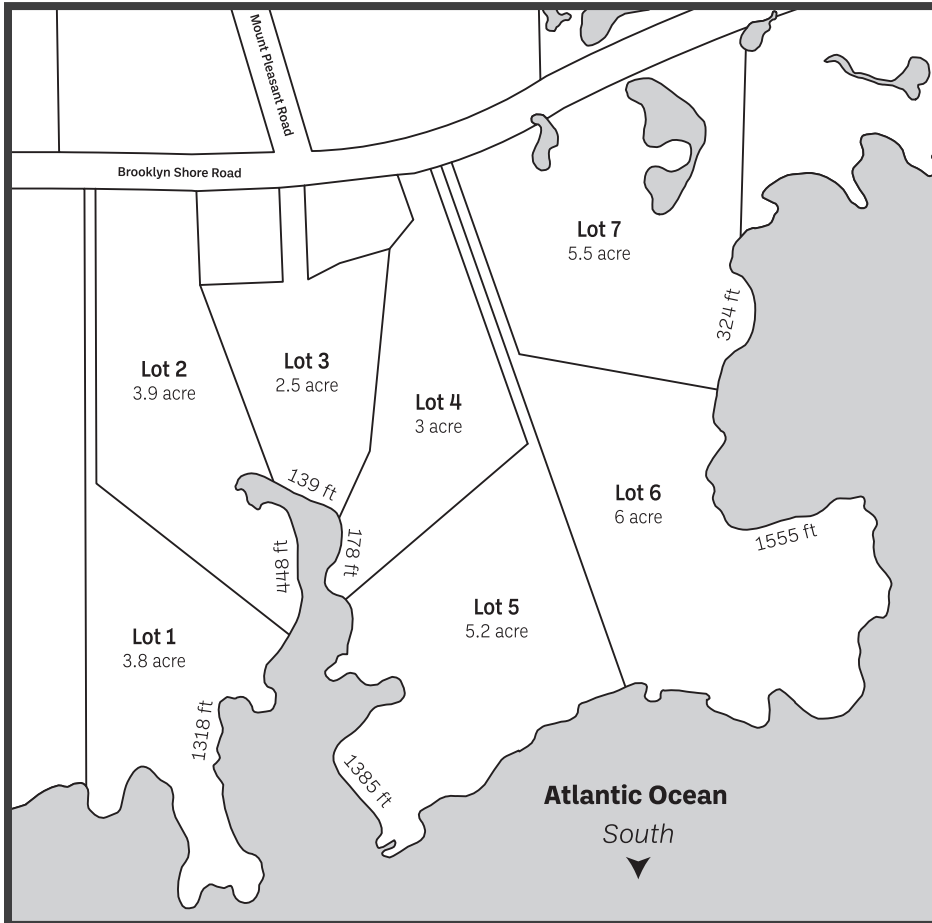 Mount Pleasant Road
Brooklyn Shore Road
Lot 7
5.5 acre
324 ft
Lot 2
3.9 acre
Lot 3
2.5 acre
Lot 4
3 acre
139 ft
Lot 6
6 acre
178 ft
448 ft
1555 ft
Lot 5
5.2 acre
Lot 1
3.8 acre
1318 ft
1385 ft
Atlantic Ocean
South